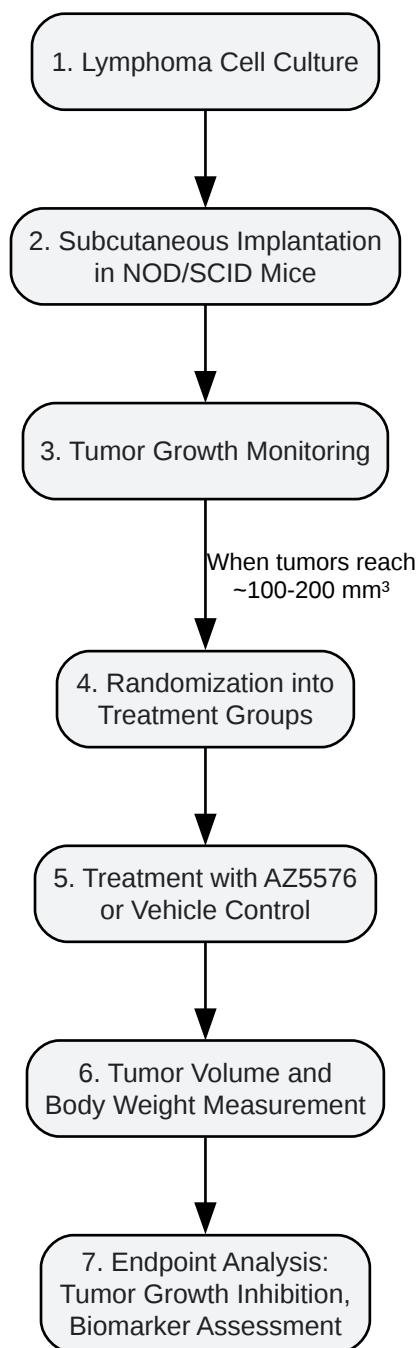 1. Lymphoma Cell Culture
2. Subcutaneous Implantation
in NOD/SCID Mice
3. Tumor Growth Monitoring
When tumors reach
~100-200 mm³
4. Randomization into
Treatment Groups
5. Treatment with AZ5576
or Vehicle Control
6. Tumor Volume and
Body Weight Measurement
7. Endpoint Analysis:
Tumor Growth Inhibition,
Biomarker Assessment